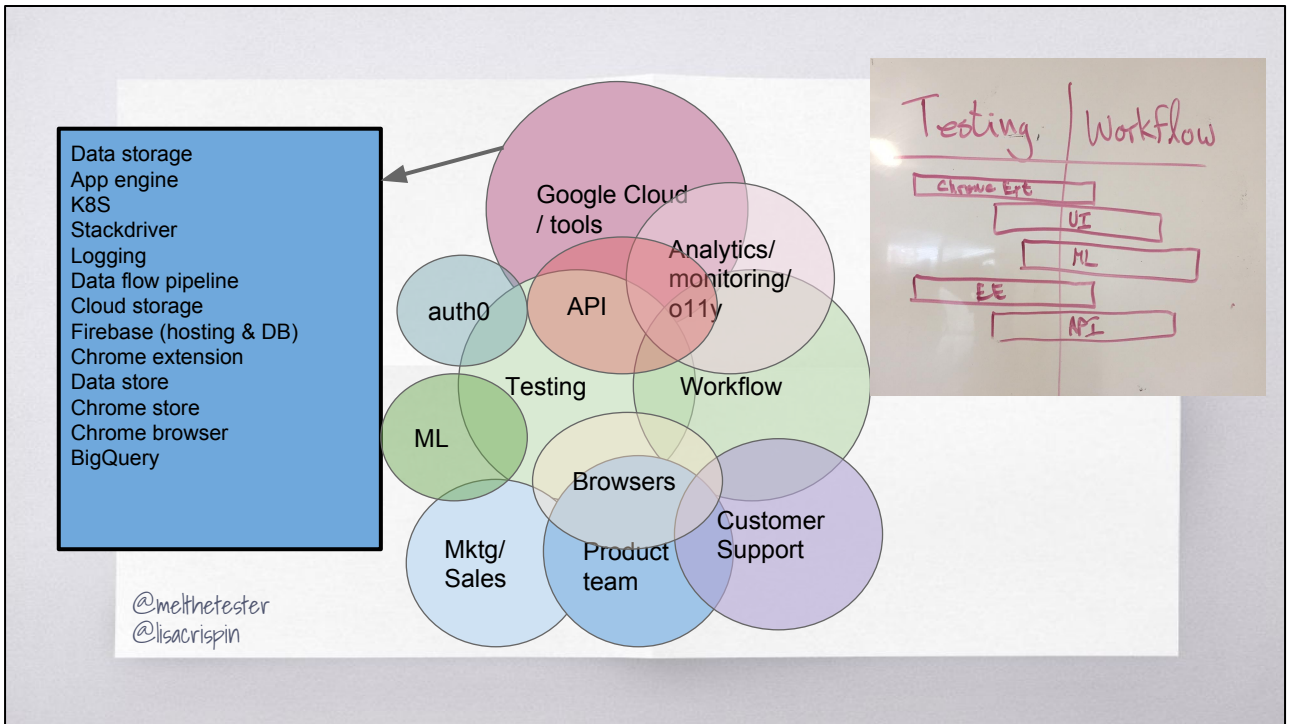 Data storage
App engine
K8S
Stackdriver
Logging
Data flow pipeline
Cloud storage
Firebase (hosting & DB)
Chrome extension
Data store
Chrome store
Chrome browser
BigQuery
Google Cloud
/ tools
Analytics/
monitoring/
o11y
auth0
API
Testing
Workflow
ML
Browsers
Mktg/
Sales
Product
team
Customer
Support
@melthetester
@lisacrispin
Testing Workflow
Chrome Ext
UI
ML
EE
API